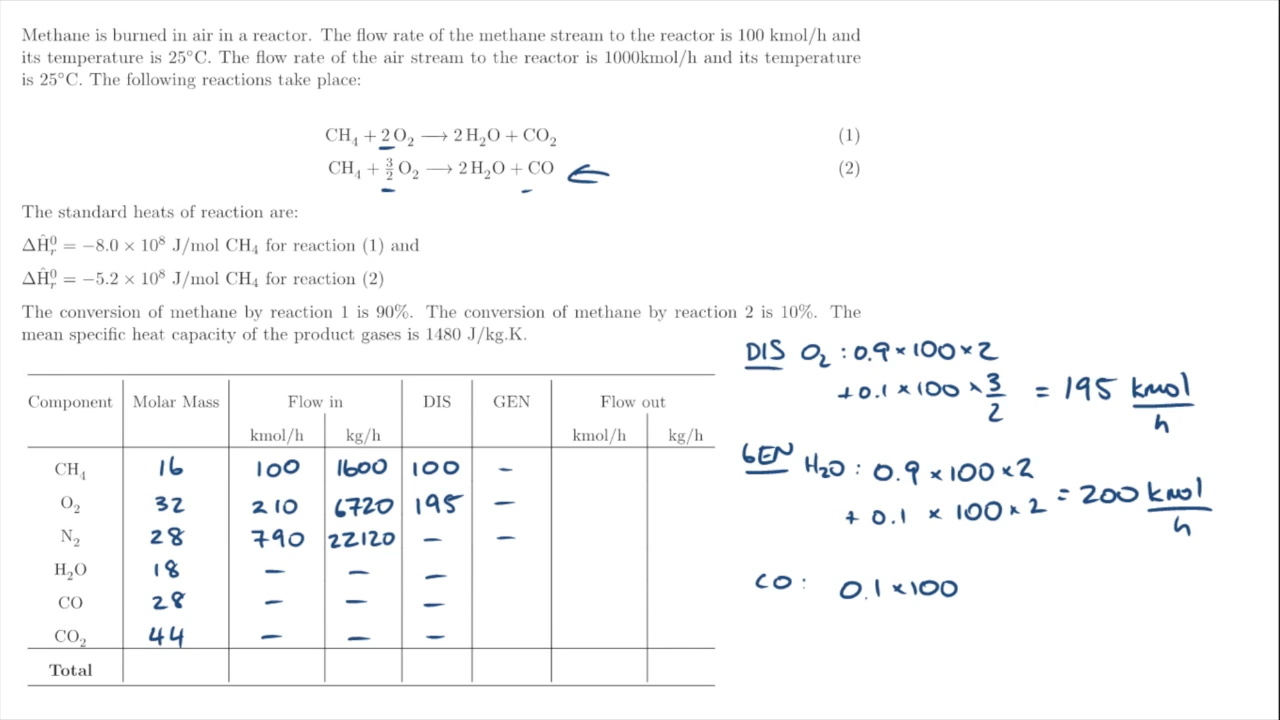 Methane is burned in air in a reactor. The flow rate of the methane stream to the reactor is 100 kmol/h and
its temperature is 25°C. The flow rate of the air stream to the reactor is 1000kmol/h and its temperature
is 25°C. The following reactions take place:
CH₄ + 2 O₂ ⟶ 2 H₂O + CO₂ (1)
CH₄ + 3/2 O₂ ⟶ 2 H₂O + CO (2)
The standard heats of reaction are:
ΔĤ⁰ᵣ = −8.0 × 10⁸ J/mol CH₄ for reaction (1) and
ΔĤ⁰ᵣ = −5.2 × 10⁸ J/mol CH₄ for reaction (2)
The conversion of methane by reaction 1 is 90%. The conversion of methane by reaction 2 is 10%. The
mean specific heat capacity of the product gases is 1480 J/kg.K.
Component Molar Mass Flow in DIS GEN Flow out
kmol/h kg/h kmol/h kg/h
CH₄ 16 100 1600 100 –
O₂ 32 210 6720 195 –
N₂ 28 790 22120 – –
H₂O 18 – – –
CO 28 – – –
CO₂ 44 – – –
Total
DIS O₂ : 0.9 × 100 × 2
+ 0.1 × 100 × 3/2 = 195 kmol/h
GEN H₂O : 0.9 × 100 × 2
+ 0.1 × 100 × 2 = 200 kmol/h
CO : 0.1 × 100